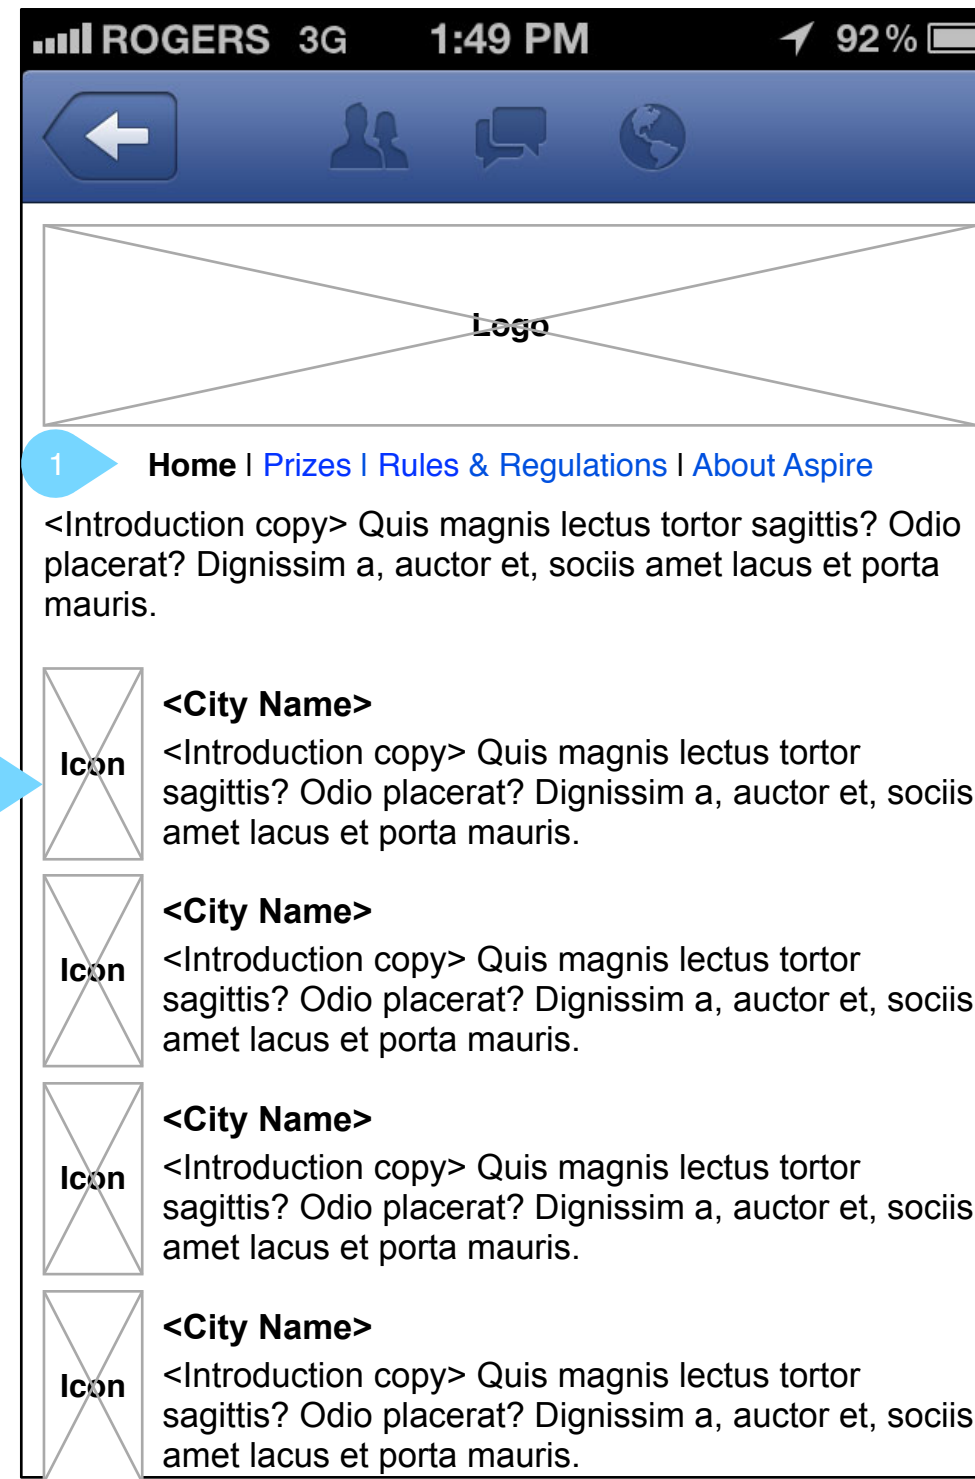 ROGERS 3G 1:49 PM 92%
Logo
1
Home | Prizes | Rules & Regulations | About Aspire
<Introduction copy> Quis magnis lectus tortor sagittis? Odio
placerat? Dignissim a, auctor et, sociis amet lacus et porta
mauris.
Icon
<City Name>
<Introduction copy> Quis magnis lectus tortor
sagittis? Odio placerat? Dignissim a, auctor et, sociis
amet lacus et porta mauris.
Icon
<City Name>
<Introduction copy> Quis magnis lectus tortor
sagittis? Odio placerat? Dignissim a, auctor et, sociis
amet lacus et porta mauris.
Icon
<City Name>
<Introduction copy> Quis magnis lectus tortor
sagittis? Odio placerat? Dignissim a, auctor et, sociis
amet lacus et porta mauris.
Icon
<City Name>
<Introduction copy> Quis magnis lectus tortor
sagittis? Odio placerat? Dignissim a, auctor et, sociis
amet lacus et porta mauris.